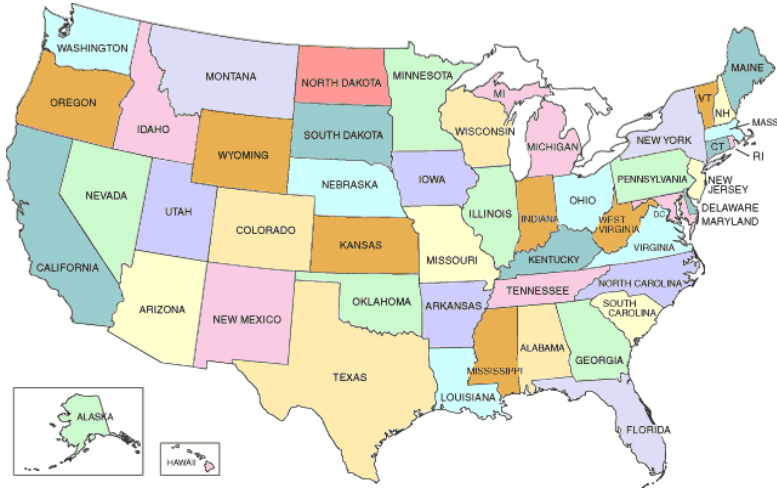 WASHINGTON
MONTANA
NORTH DAKOTA
MINNESOTA
MAINE
OREGON
IDAHO
WYOMING
SOUTH DAKOTA
WISCONSIN
MI
MICHIGAN
VT
NH
MASS
NEW YORK
CT
RI
NEVADA
UTAH
COLORADO
NEBRASKA
IOWA
ILLINOIS
INDIANA
OHIO
PENNSYLVANIA
NEW
JERSEY
DELAWARE
MARYLAND
DC
WEST
VIRGINIA
VIRGINIA
CALIFORNIA
KANSAS
MISSOURI
KENTUCKY
ARIZONA
NEW MEXICO
OKLAHOMA
ARKANSAS
TENNESSEE
NORTH CAROLINA
SOUTH
CAROLINA
TEXAS
LOUISIANA
MISSISSIPPI
ALABAMA
GEORGIA
FLORIDA
ALASKA
HAWAII